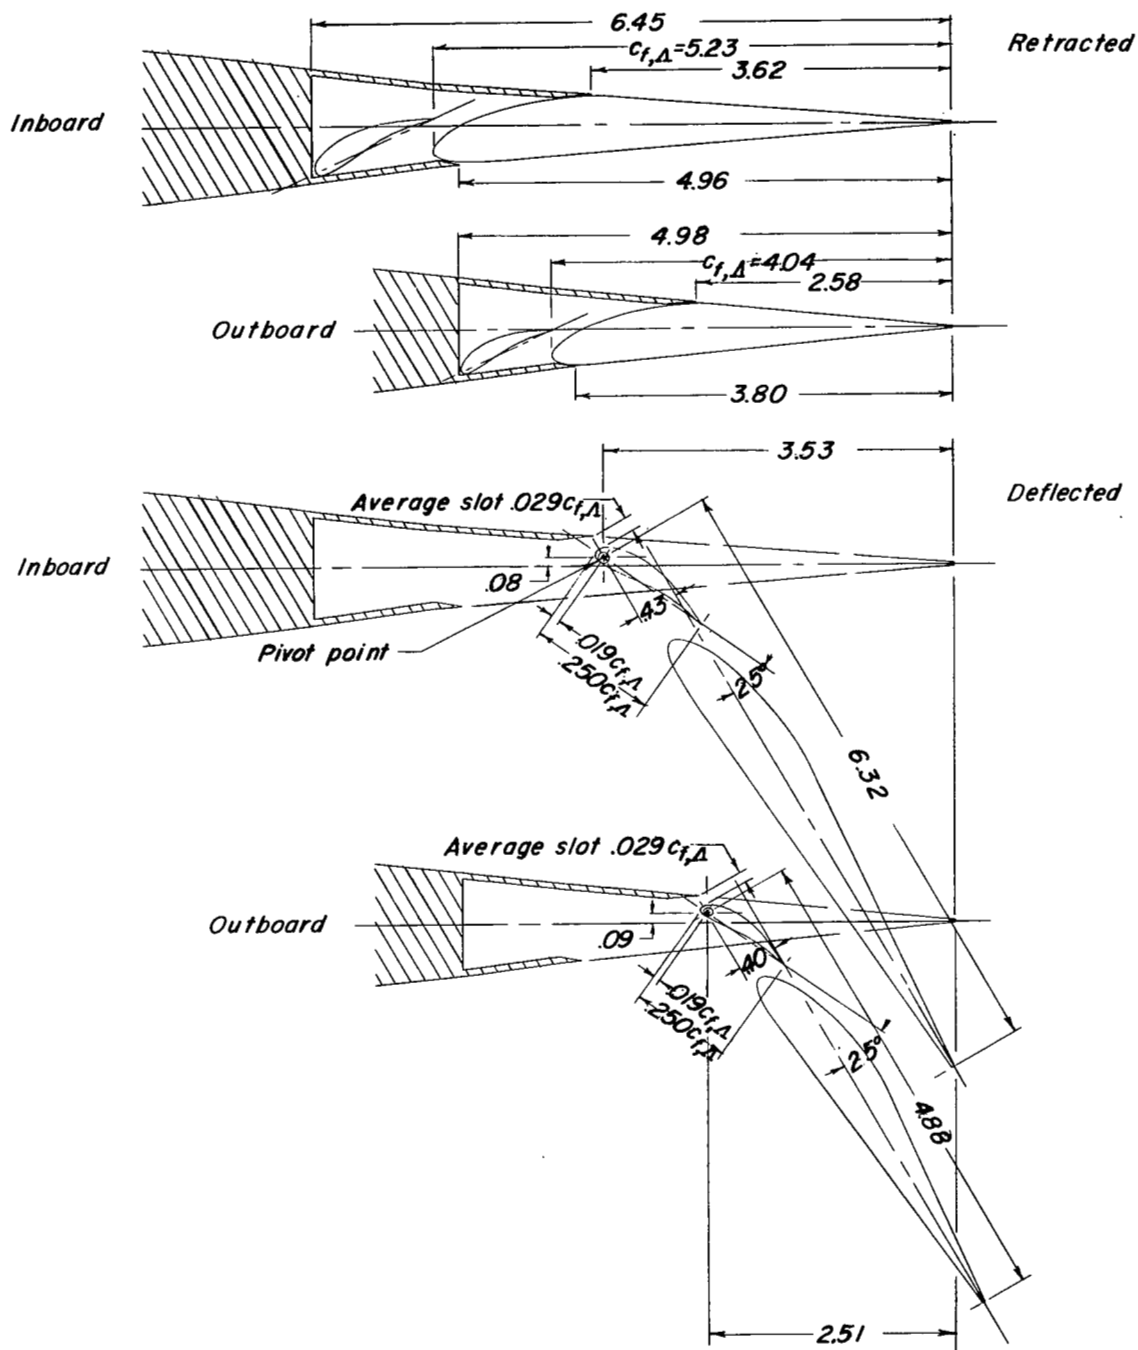 6.45
Retracted
c_{f,Λ}=5.23
3.62
Inboard
4.96
4.98
c_{f,Λ}=4.04
2.58
Outboard
3.80
3.53
Deflected
Average slot .029c_{f,Λ}
Inboard
.08
.43
Pivot point
.019c_{f,Λ}
.250c_{f,Λ}
25°
6.32
Average slot .029c_{f,Λ}
Outboard
.09
.40
.019c_{f,Λ}
.250c_{f,Λ}
25°
4.88
2.51